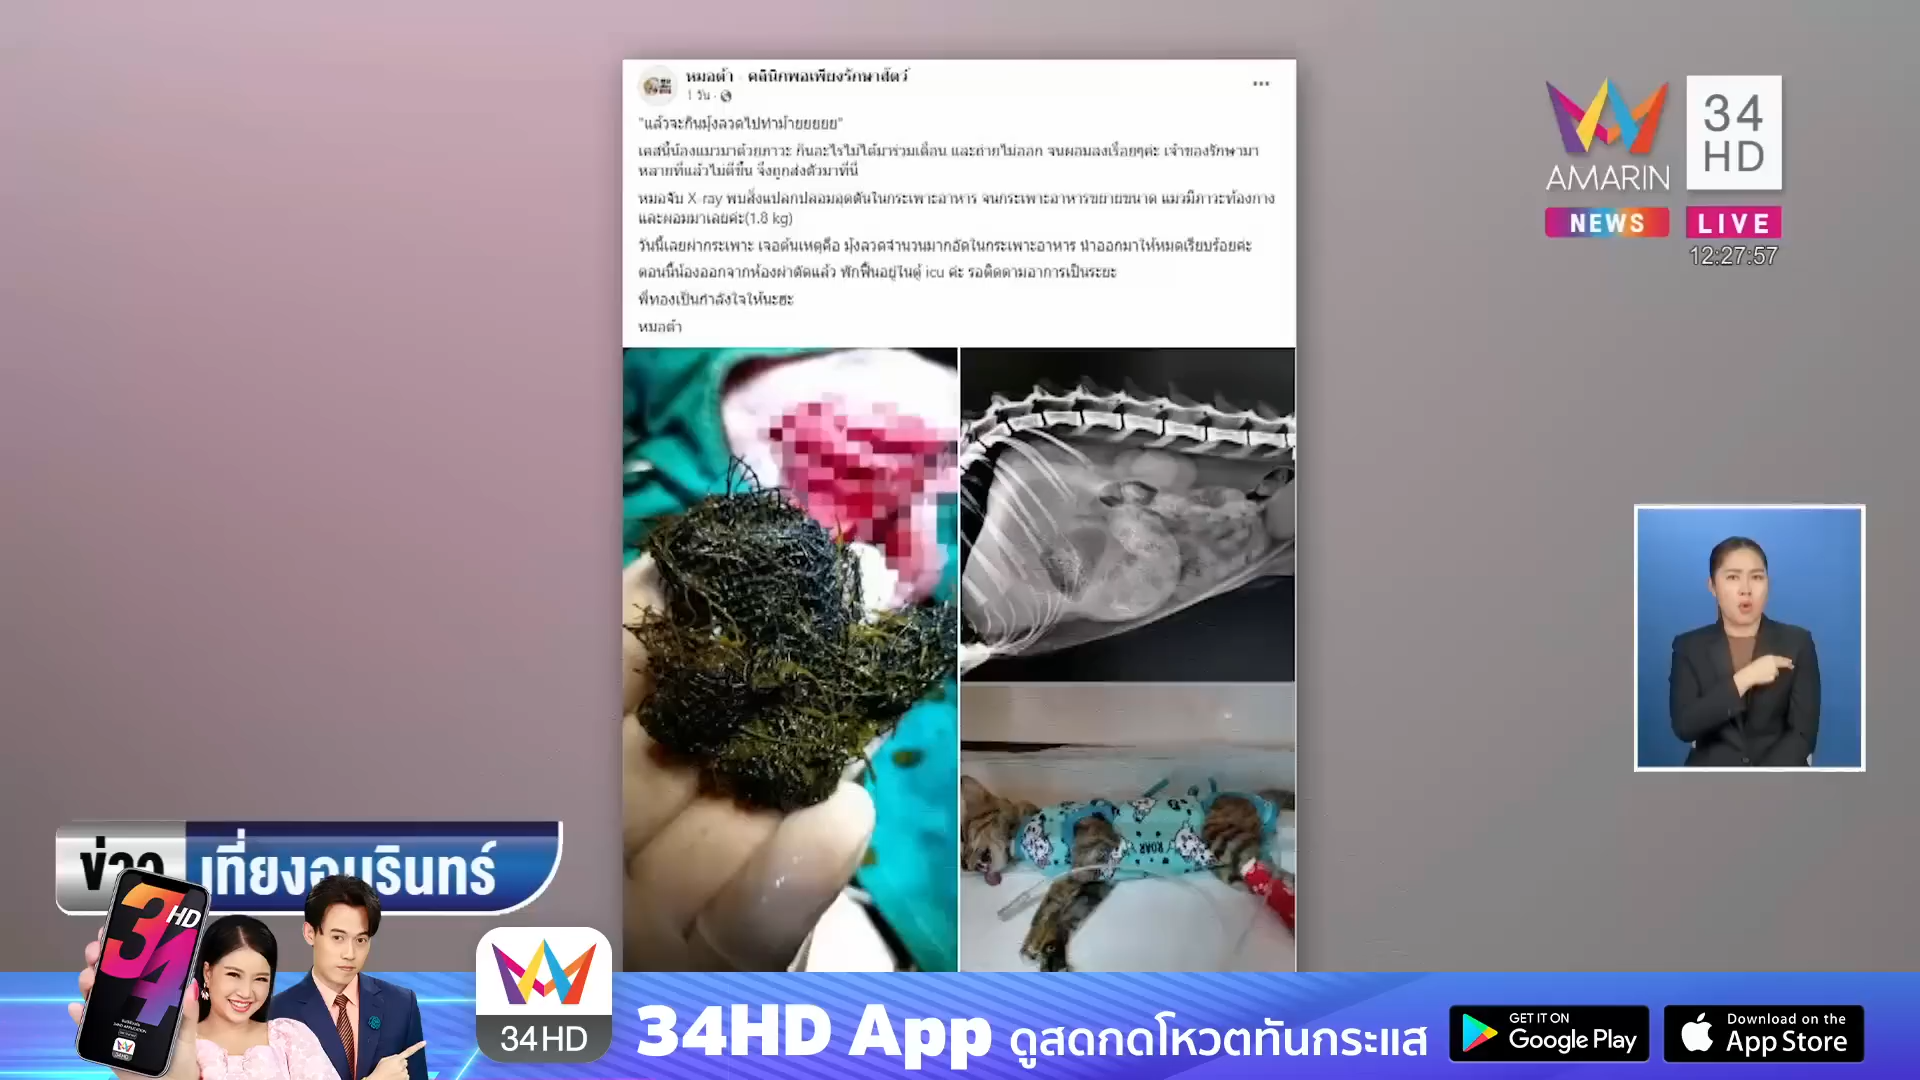 หมอต้า - คลินิกพอเพียงรักษาสัตว์
1 วัน
"แล้วจะกินมุ้งลวดไปทำม้ายยยยย"
เคสนี้น้องแมวมาด้วยภาวะ กินอะไรไม่ได้มาร่วมเดือน และถ่ายไม่ออก จนผอมลงเรื่อยๆค่ะ เจ้าของรักษามา
หลายที่แล้วไม่ดีขึ้น จึงถูกส่งตัวมาที่นี่
หมอจับ X-ray พบสิ่งแปลกปลอมอุดตันในกระเพาะอาหาร จนกระเพาะอาหารขยายขนาด แมวมีภาวะท้องกาง
และผอมมาเลยค่ะ(1.8 kg)
วันนี้เลยผ่ากระเพาะ เจอต้นเหตุคือ มุ้งลวดจำนวนมากอัดในกระเพาะอาหาร นำออกมาให้หมดเรียบร้อยค่ะ
ตอนนี้น้องออกจากห้องผ่าตัดแล้ว พักฟื้นอยู่ในตู้ icu ค่ะ รอติดตามอาการเป็นระยะ
พี่ทองเป็นกำลังใจให้นะฮะ
หมอต้า
AMARIN
34
HD
NEWS
LIVE
12:27:57
ROAR
ข่าว เที่ยงอมรินทร์
34
HD
34HD
34HD App ดูสดกดโหวตทันกระแส
GET IT ON
Google Play
Download on the
App Store